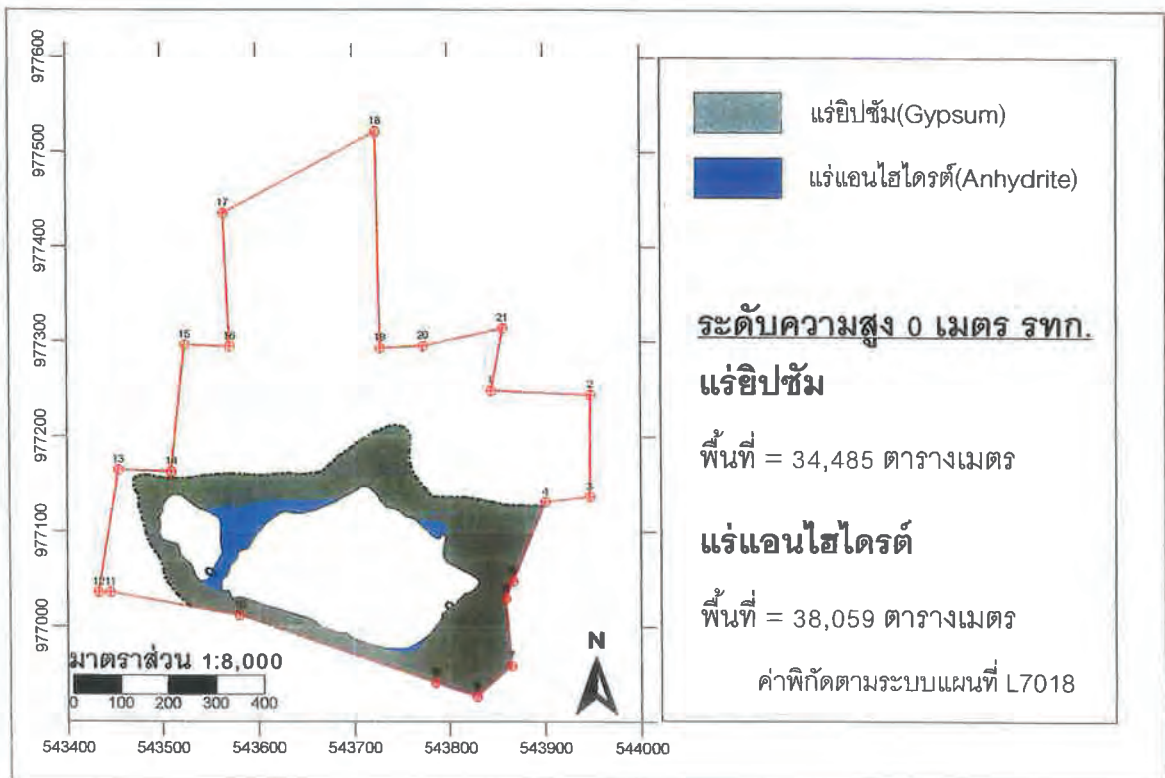 977600
977500
977400
977300
977200
977100
977000
18
17
15
16
19
20
21
1
2
3
4
13
14
12 11
10
0
0
7
มาตราส่วน 1:8,000
0 100 200 300 400
N
543400 543500 543600 543700 543800 543900 544000
แร่ยิปซัม(Gypsum)
แร่แอนไฮไดรต์(Anhydrite)
ระดับความสูง 0 เมตร รทก.
แร่ยิปซัม
พื้นที่ = 34,485 ตารางเมตร
แร่แอนไฮไดรต์
พื้นที่ = 38,059 ตารางเมตร
ค่าพิกัดตามระบบแผนที่ L7018